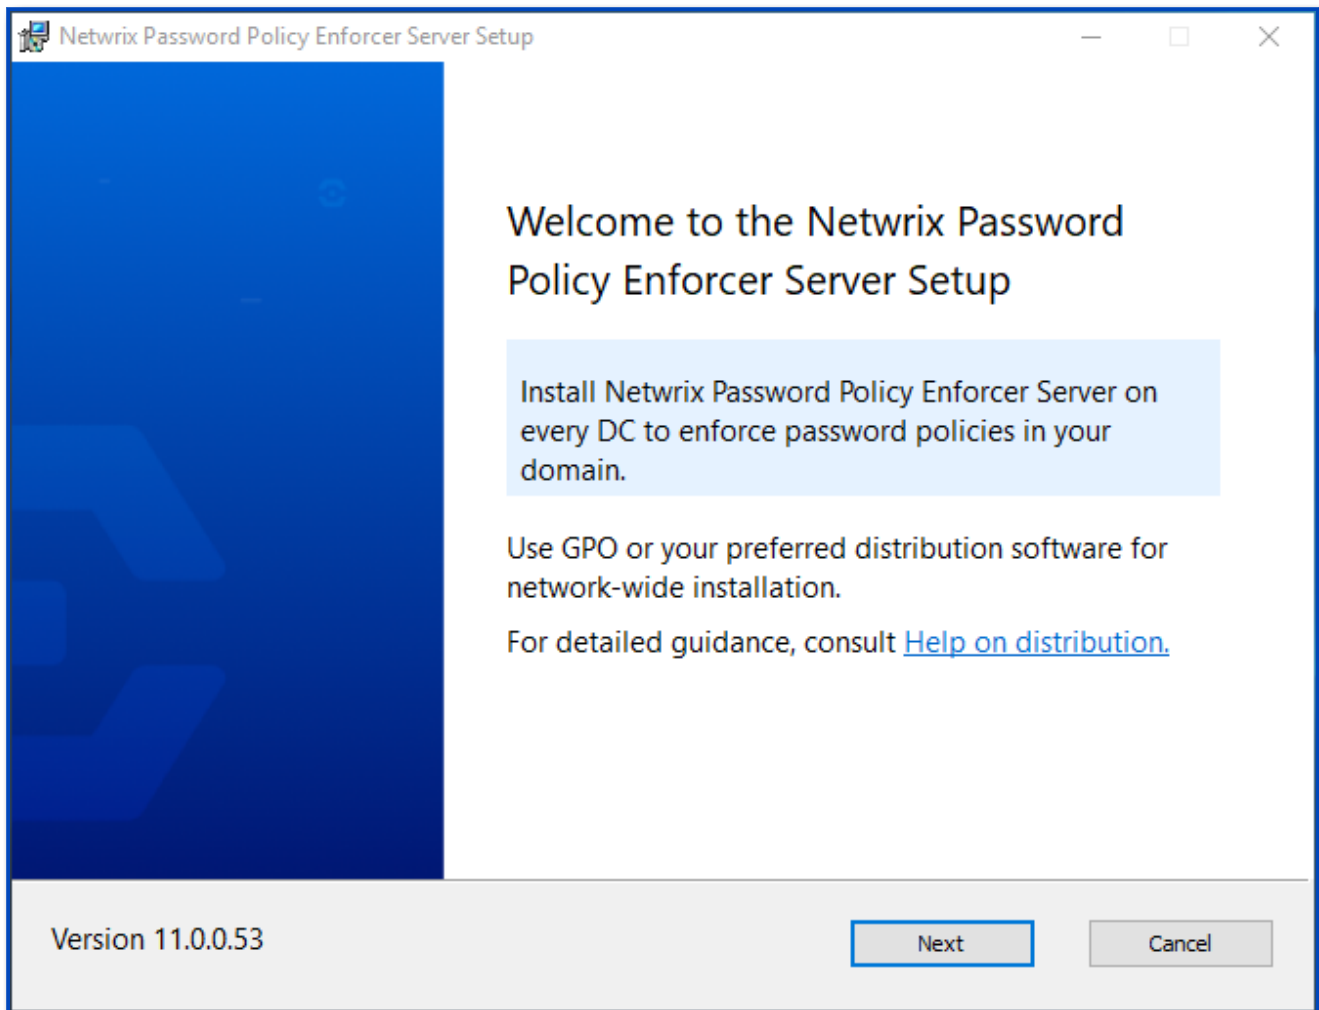 Netwrix Password Policy Enforcer Server Setup
Welcome to the Netwrix Password
Policy Enforcer Server Setup
Install Netwrix Password Policy Enforcer Server on
every DC to enforce password policies in your
domain.
Use GPO or your preferred distribution software for
network-wide installation.
For detailed guidance, consult Help on distribution.
Version 11.0.0.53
Next
Cancel